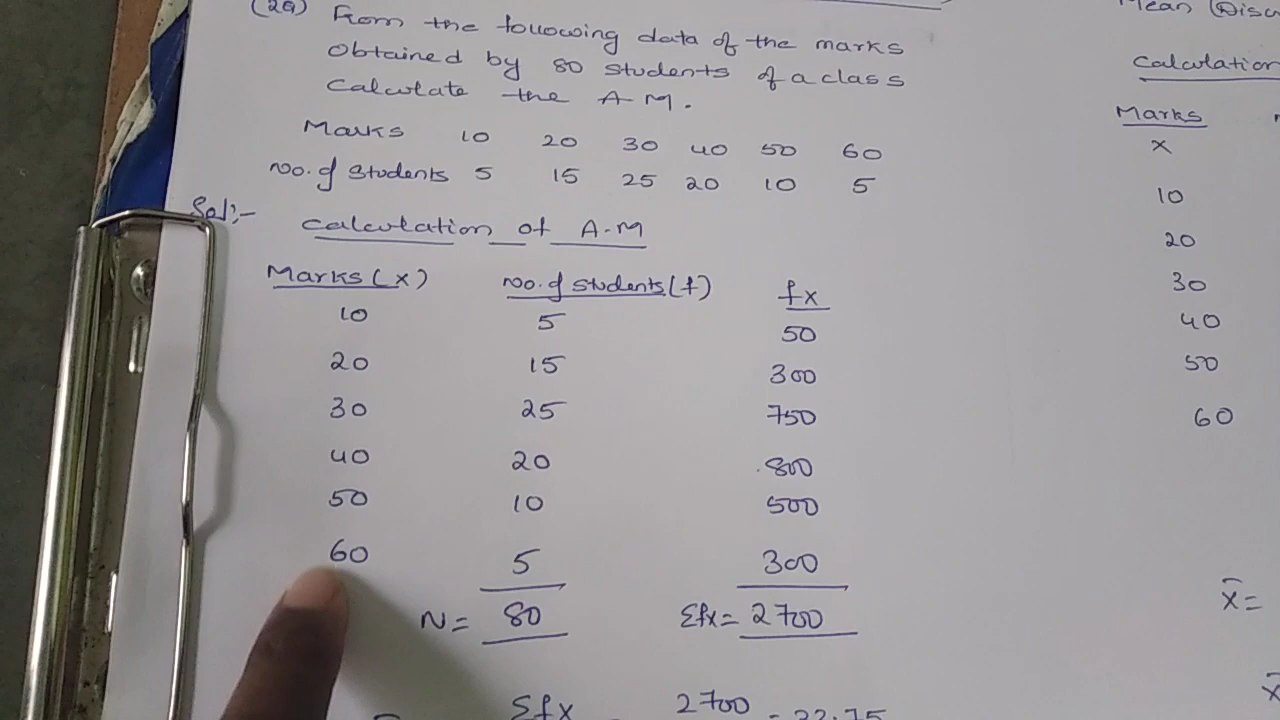 (2a) From the following data of the marks
obtained by 80 students of a class
calculate the A.M.
Marks 10 20 30 40 50 60
No. of Students 5 15 25 20 10 5
Sol:-
calculation of A.M
Marks (x) No. of students (f) fx
10 5 50
20 15 300
30 25 750
40 20 800
50 10 500
60 5 300
N = 80 Σfx = 2700
Σfx 2700
Mean
Calculation
Marks
x
10
20
30
40
50
60
x̄ =
x̄